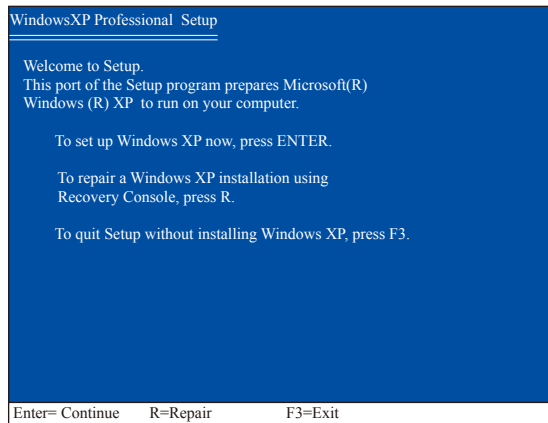 WindowsXP Professional Setup
Welcome to Setup.
This port of the Setup program prepares Microsoft(R)
Windows (R) XP to run on your computer.
To set up Windows XP now, press ENTER.
To repair a Windows XP installation using
Recovery Console, press R.
To quit Setup without installing Windows XP, press F3.
Enter= Continue R=Repair F3=Exit